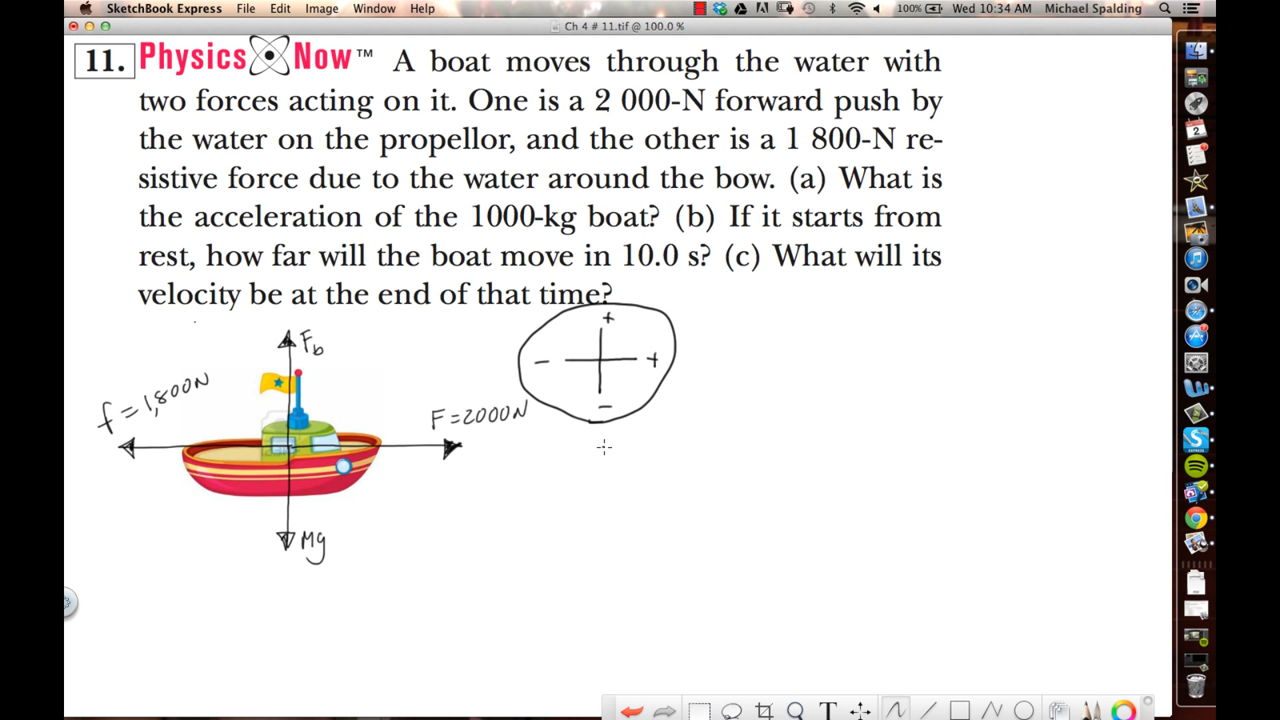 SketchBook Express File Edit Image Window Help 100% Wed 10:34 AM Michael Spalding
Ch 4 # 11.tif @ 100.0 %
11. Physics Now™ A boat moves through the water with
two forces acting on it. One is a 2 000-N forward push by
the water on the propellor, and the other is a 1 800-N re-
sistive force due to the water around the bow. (a) What is
the acceleration of the 1000-kg boat? (b) If it starts from
rest, how far will the boat move in 10.0 s? (c) What will its
velocity be at the end of that time?
+
Fb
- +
f = 1,800N
F = 2000N
-
Mg
T